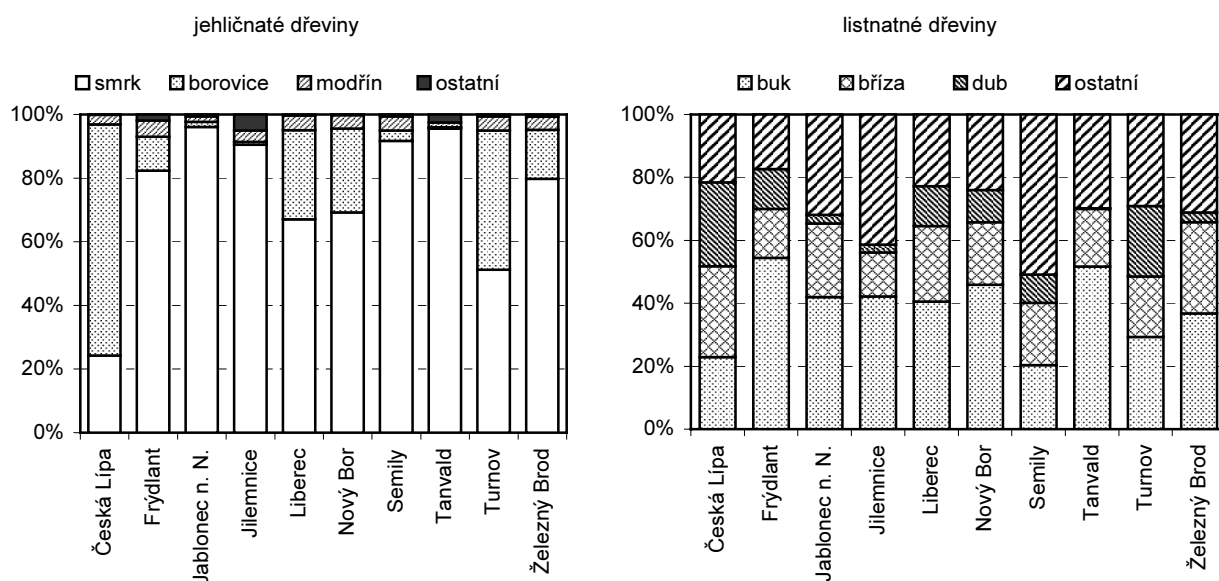 jehličnaté dřeviny
smrk borovice modřín ostatní
100%
80%
60%
40%
20%
0%
Česká Lípa
Frýdlant
Jablonec n. N.
Jilemnice
Liberec
Nový Bor
Semily
Tanvald
Turnov
Železný Brod
listnatné dřeviny
buk bříza dub ostatní
100%
80%
60%
40%
20%
0%
Česká Lípa
Frýdlant
Jablonec n. N.
Jilemnice
Liberec
Nový Bor
Semily
Tanvald
Turnov
Železný Brod